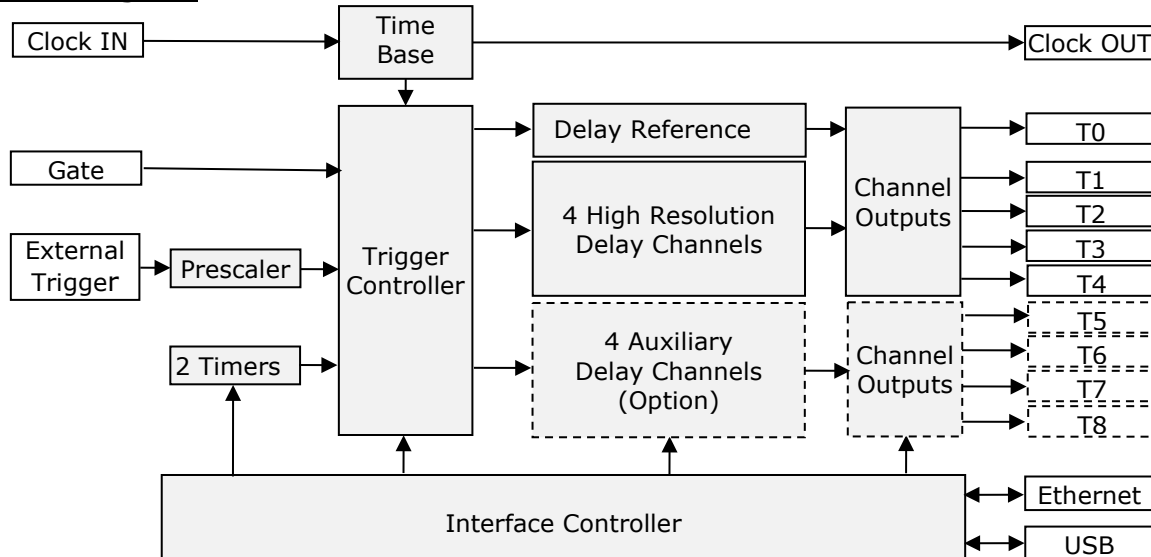 Clock IN
Time
Base
Clock OUT
Delay Reference
T0
Gate
T1
4 High Resolution
Delay Channels
Channel
Outputs
T2
External
Trigger
Prescaler
Trigger
Controller
T3
T4
2 Timers
4 Auxiliary
Delay Channels
(Option)
Channel
Outputs
T5
T6
T7
T8
Interface Controller
Ethernet
USB